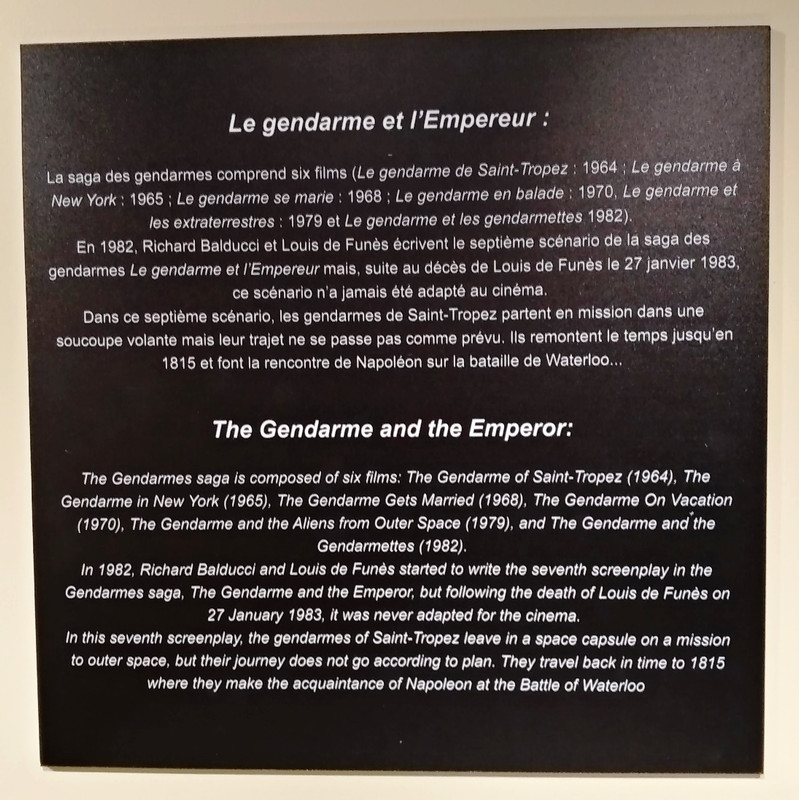 Le gendarme et l'Empereur :
La saga des gendarmes comprend six films (Le gendarme de Saint-Tropez : 1964 ; Le gendarme à
New York : 1965 ; Le gendarme se marie : 1968 ; Le gendarme en balade : 1970, Le gendarme et
les extraterrestres : 1979 et Le gendarme et les gendarmettes 1982).
En 1982, Richard Balducci et Louis de Funès écrivent le septième scénario de la saga des
gendarmes Le gendarme et l'Empereur mais, suite au décès de Louis de Funès le 27 janvier 1983,
ce scénario n'a jamais été adapté au cinéma.
Dans ce septième scénario, les gendarmes de Saint-Tropez partent en mission dans une
soucoupe volante mais leur trajet ne se passe pas comme prévu. Ils remontent le temps jusqu'en
1815 et font la rencontre de Napoléon sur la bataille de Waterloo...
The Gendarme and the Emperor:
The Gendarmes saga is composed of six films: The Gendarme of Saint-Tropez (1964), The
Gendarme in New York (1965), The Gendarme Gets Married (1968), The Gendarme On Vacation
(1970), The Gendarme and the Aliens from Outer Space (1979), and The Gendarme and the
Gendarmettes (1982).
In 1982, Richard Balducci and Louis de Funès started to write the seventh screenplay in the
Gendarmes saga, The Gendarme and the Emperor, but following the death of Louis de Funès on
27 January 1983, it was never adapted for the cinema.
In this seventh screenplay, the gendarmes of Saint-Tropez leave in a space capsule on a mission
to outer space, but their journey does not go according to plan. They travel back in time to 1815
where they make the acquaintance of Napoleon at the Battle of Waterloo